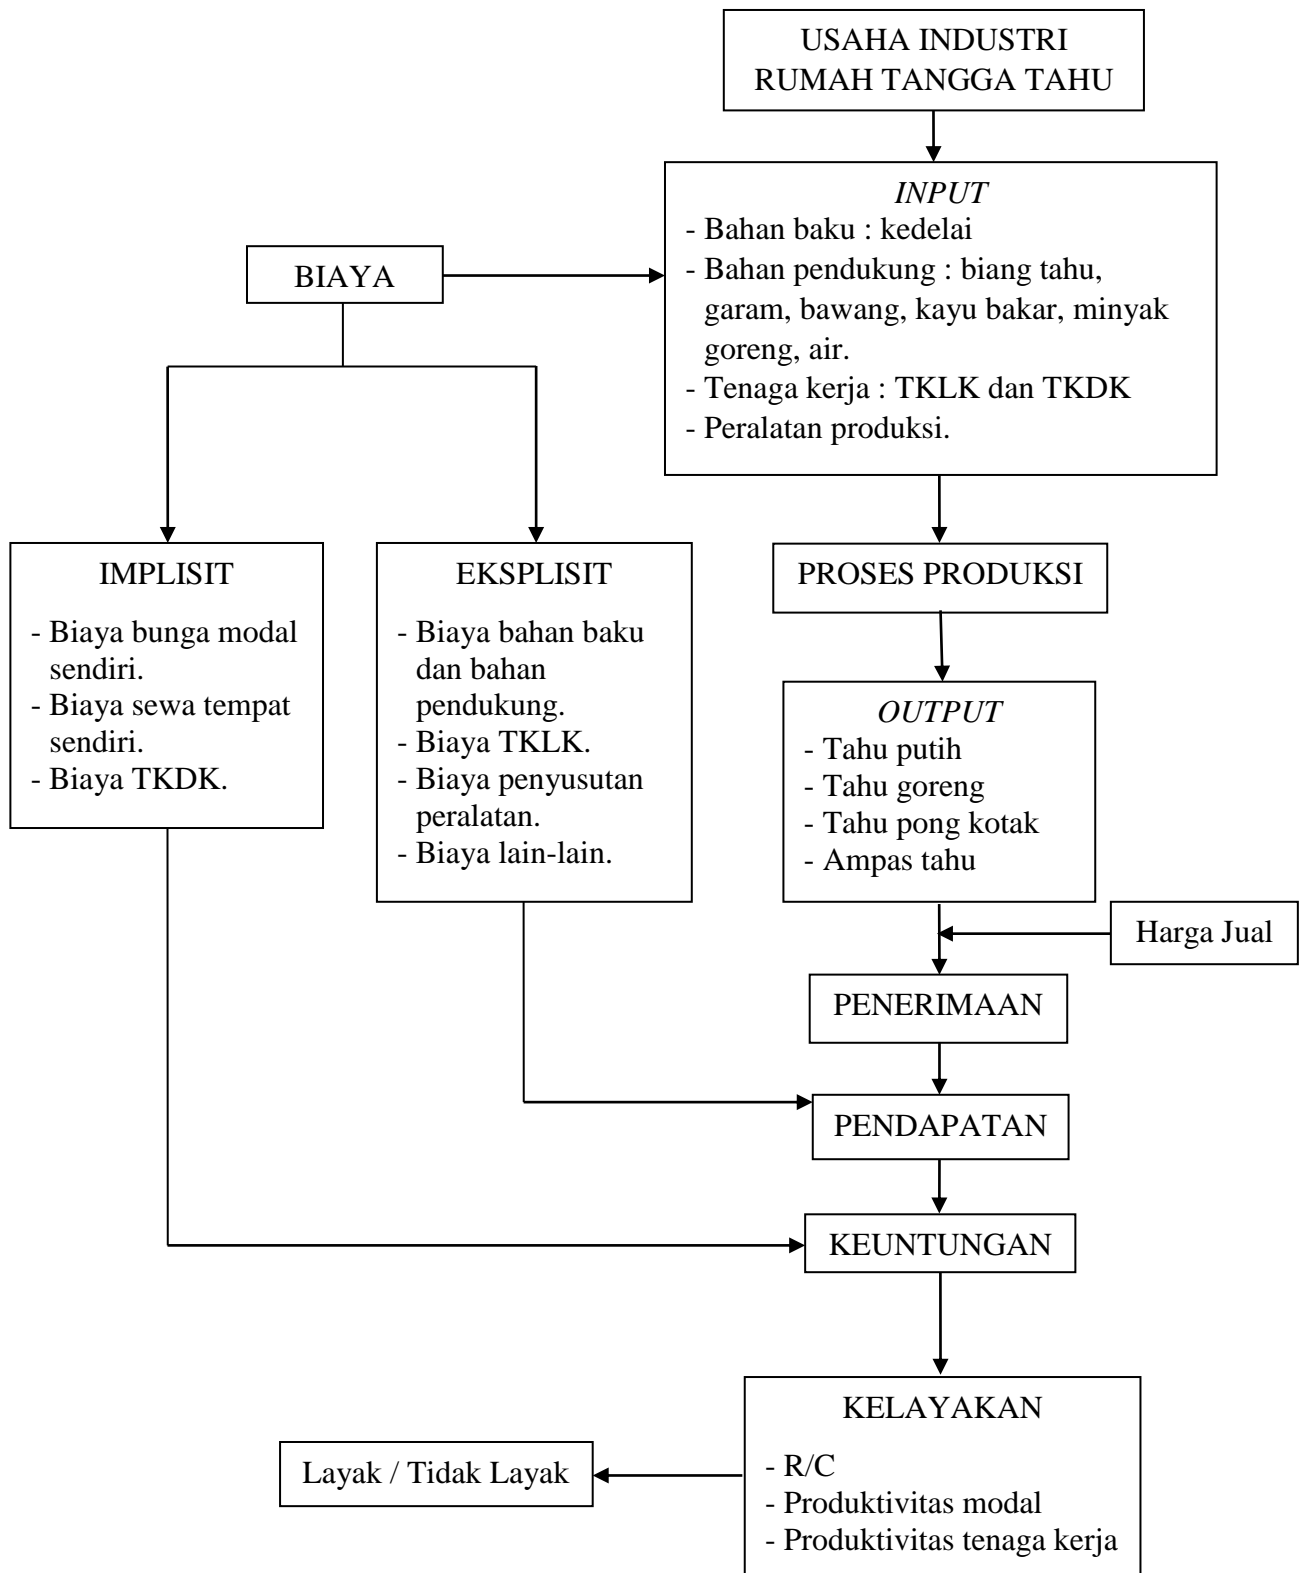 USAHA INDUSTRI
RUMAH TANGGA TAHU
INPUT
- Bahan baku : kedelai
- Bahan pendukung : biang tahu,
garam, bawang, kayu bakar, minyak
goreng, air.
- Tenaga kerja : TKLK dan TKDK
- Peralatan produksi.
BIAYA
IMPLISIT
- Biaya bunga modal
sendiri.
- Biaya sewa tempat
sendiri.
- Biaya TKDK.
EKSPLISIT
- Biaya bahan baku
dan bahan
pendukung.
- Biaya TKLK.
- Biaya penyusutan
peralatan.
- Biaya lain-lain.
PROSES PRODUKSI
OUTPUT
- Tahu putih
- Tahu goreng
- Tahu pong kotak
- Ampas tahu
Harga Jual
PENERIMAAN
PENDAPATAN
KEUNTUNGAN
KELAYAKAN
- R/C
- Produktivitas modal
- Produktivitas tenaga kerja
Layak / Tidak Layak